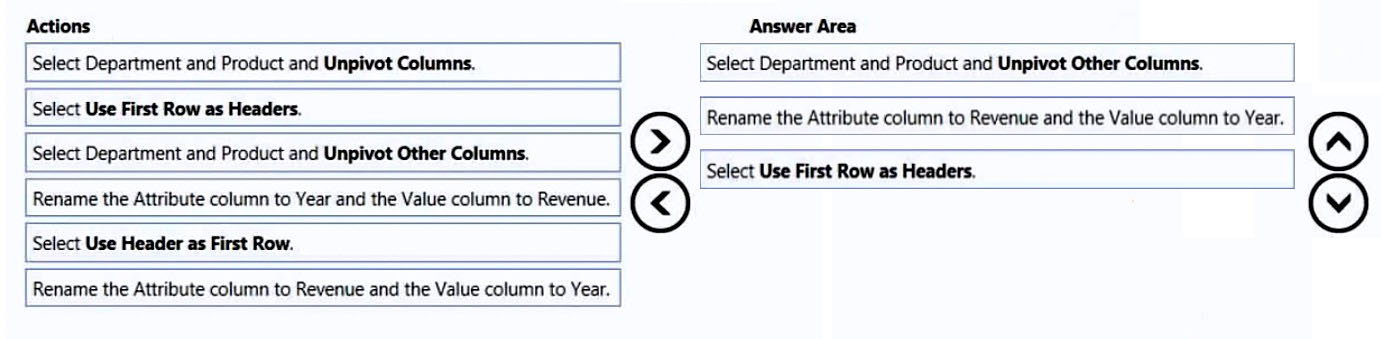 Actions
Select Department and Product and Unpivot Columns.
Select Use First Row as Headers.
Select Department and Product and Unpivot Other Columns.
Rename the Attribute column to Year and the Value column to Revenue.
Select Use Header as First Row.
Rename the Attribute column to Revenue and the Value column to Year.
Answer Area
Select Department and Product and Unpivot Other Columns.
Rename the Attribute column to Revenue and the Value column to Year.
Select Use First Row as Headers.